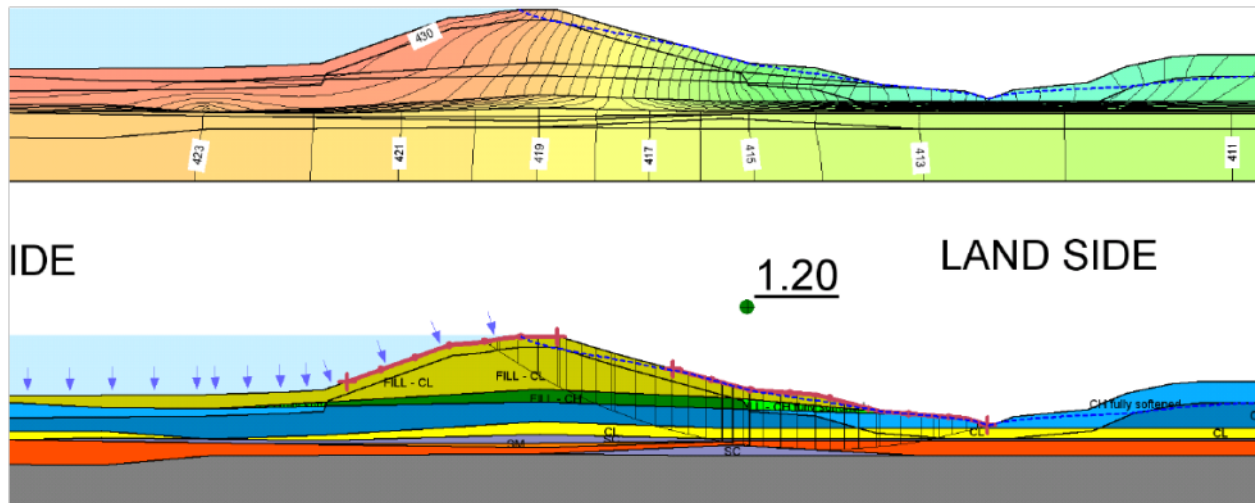 430
423
421
419
417
415
413
411
IDE
LAND SIDE
1.20
FILL - CL
FILL - CL
FILL - CH
CH fully softened
CL
CL
CL
SC